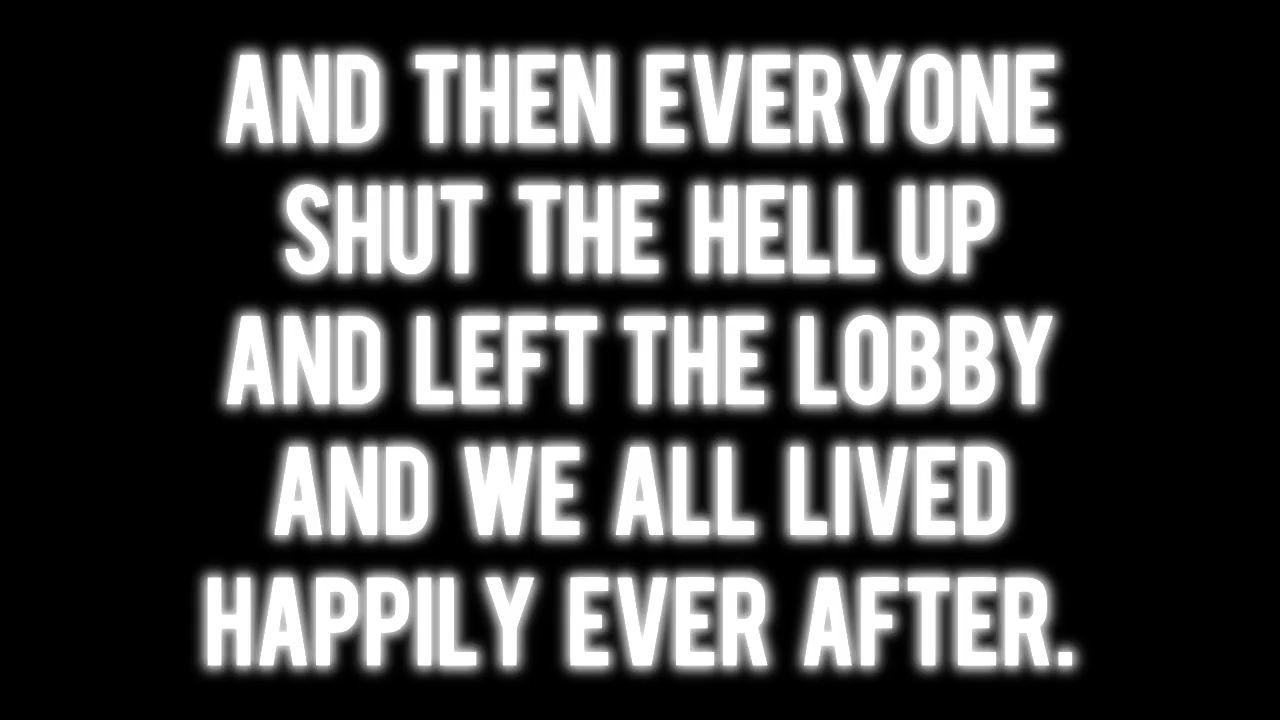 AND THEN EVERYONE
SHUT THE HELL UP
AND LEFT THE LOBBY
AND WE ALL LIVED
HAPPILY EVER AFTER.